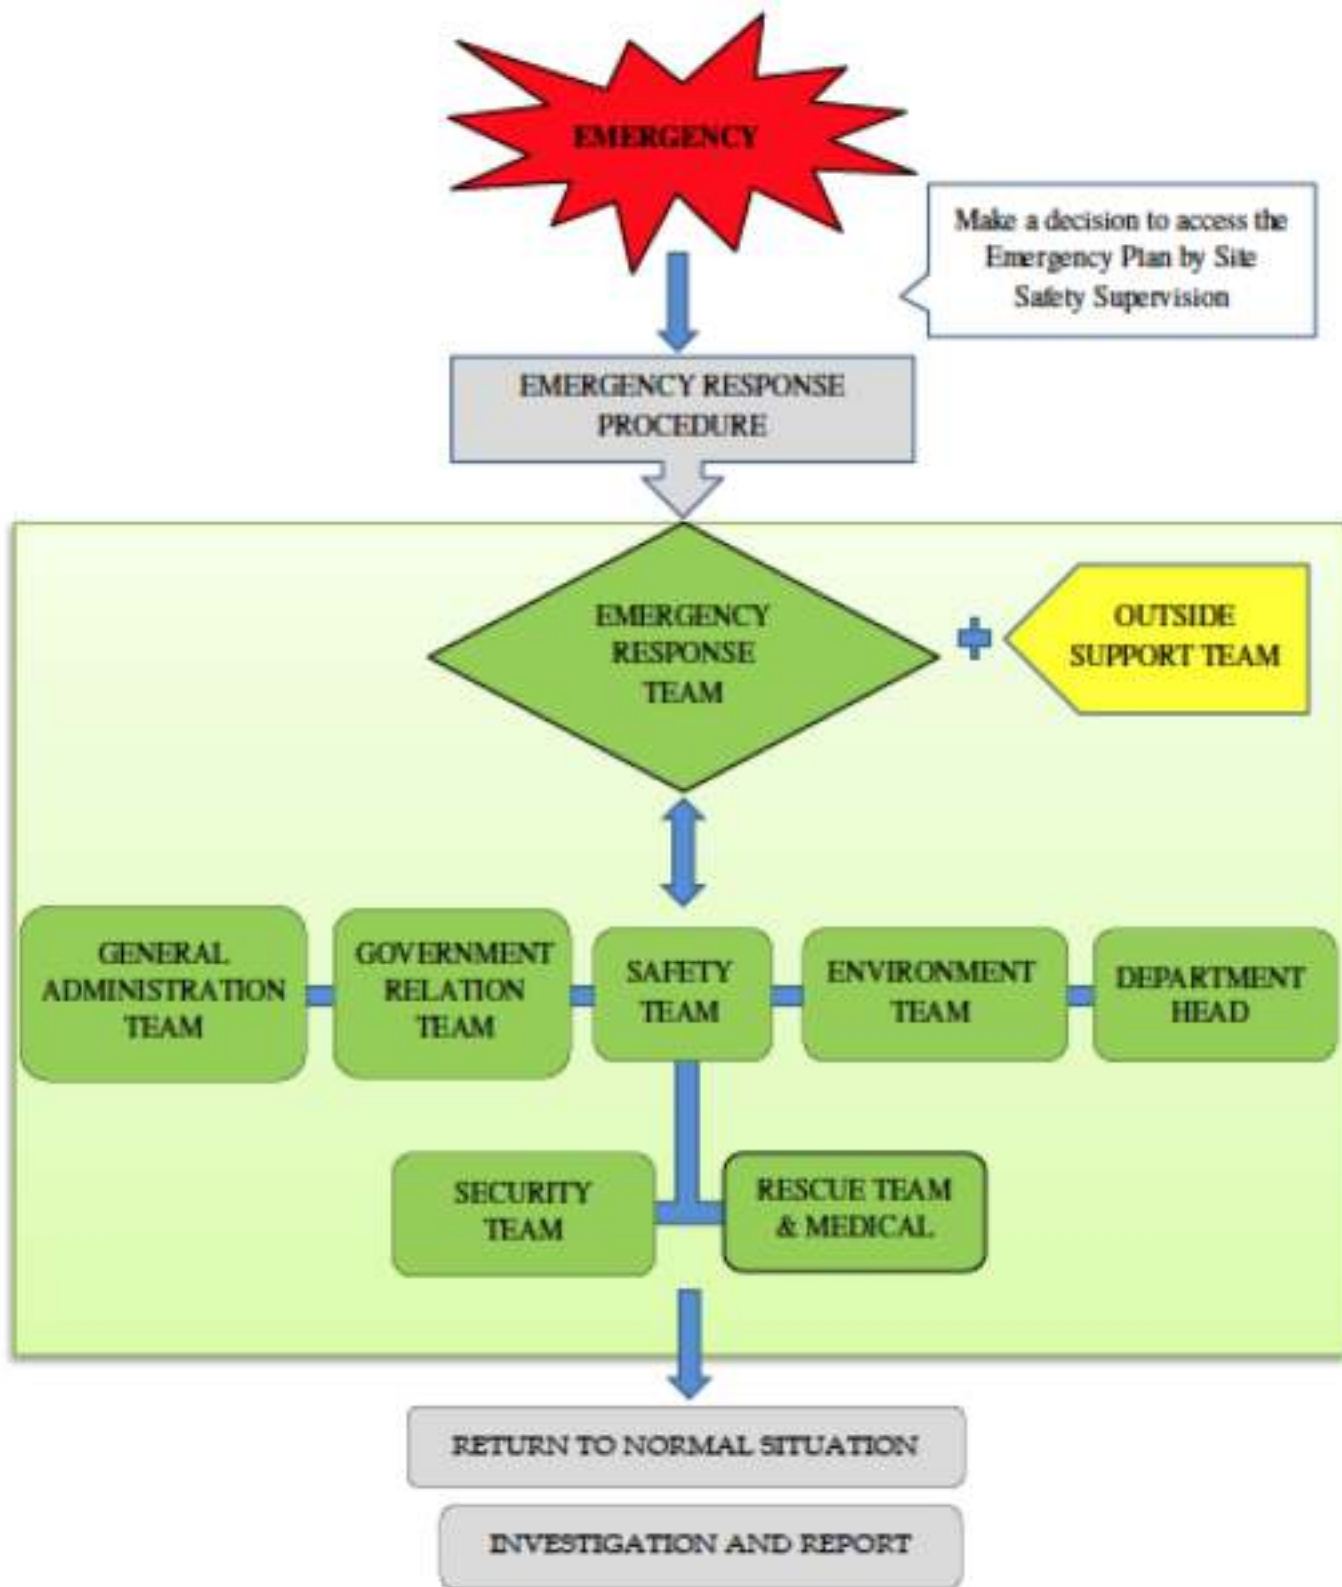 EMERGENCY
Make a decision to access the
Emergency Plan by Site
Safety Supervision
EMERGENCY RESPONSE
PROCEDURE
EMERGENCY
RESPONSE
TEAM
OUTSIDE
SUPPORT TEAM
GENERAL
ADMINISTRATION
TEAM
GOVERNMENT
RELATION
TEAM
SAFETY
TEAM
ENVIRONMENT
TEAM
DEPARTMENT
HEAD
SECURITY
TEAM
RESCUE TEAM
& MEDICAL
RETURN TO NORMAL SITUATION
INVESTIGATION AND REPORT